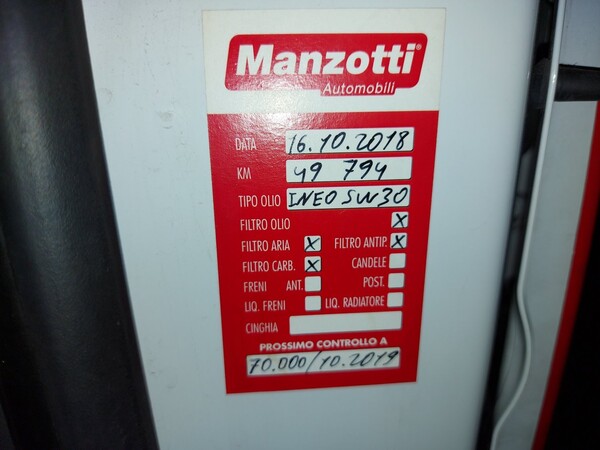 Manzotti®
Automobili
DATA 16.10.2018
KM 49 794
TIPO OLIO INEO 5W30
FILTRO OLIO X
FILTRO ARIA X FILTRO ANTIP. X
FILTRO CARB. X CANDELE
FRENI ANT. POST.
LIQ. FRENI LIQ. RADIATORE
CINGHIA
PROSSIMO CONTROLLO A
70.000/10.2019